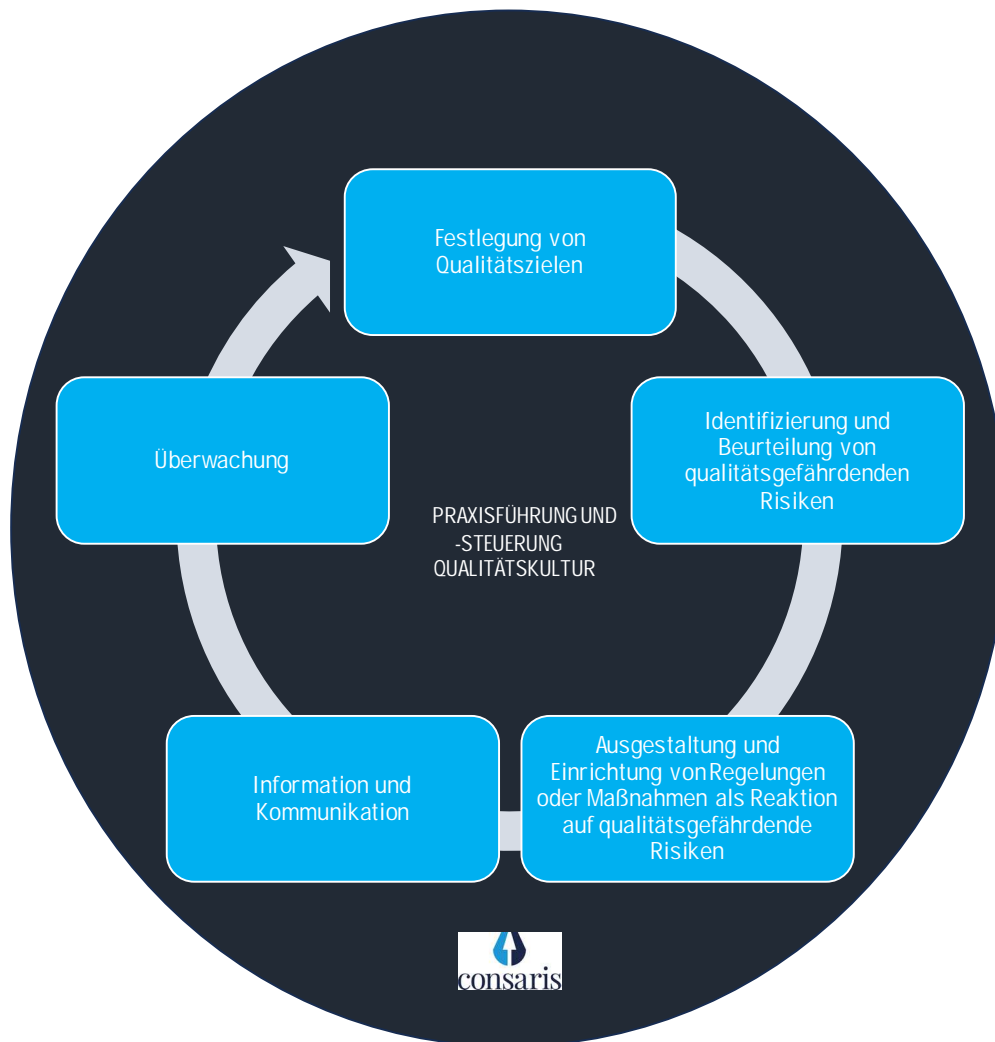 Festlegung von
Qualitätszielen
Identifizierung und
Beurteilung von
qualitätsgefährdenden
Risiken
Überwachung
PRAXISFÜHRUNG UND
-STEUERUNG
QUALITÄTSKULTUR
Ausgestaltung und
Einrichtung von Regelungen
oder Maßnahmen als Reaktion
auf qualitätsgefährdende
Risiken
Information und
Kommunikation
consaris